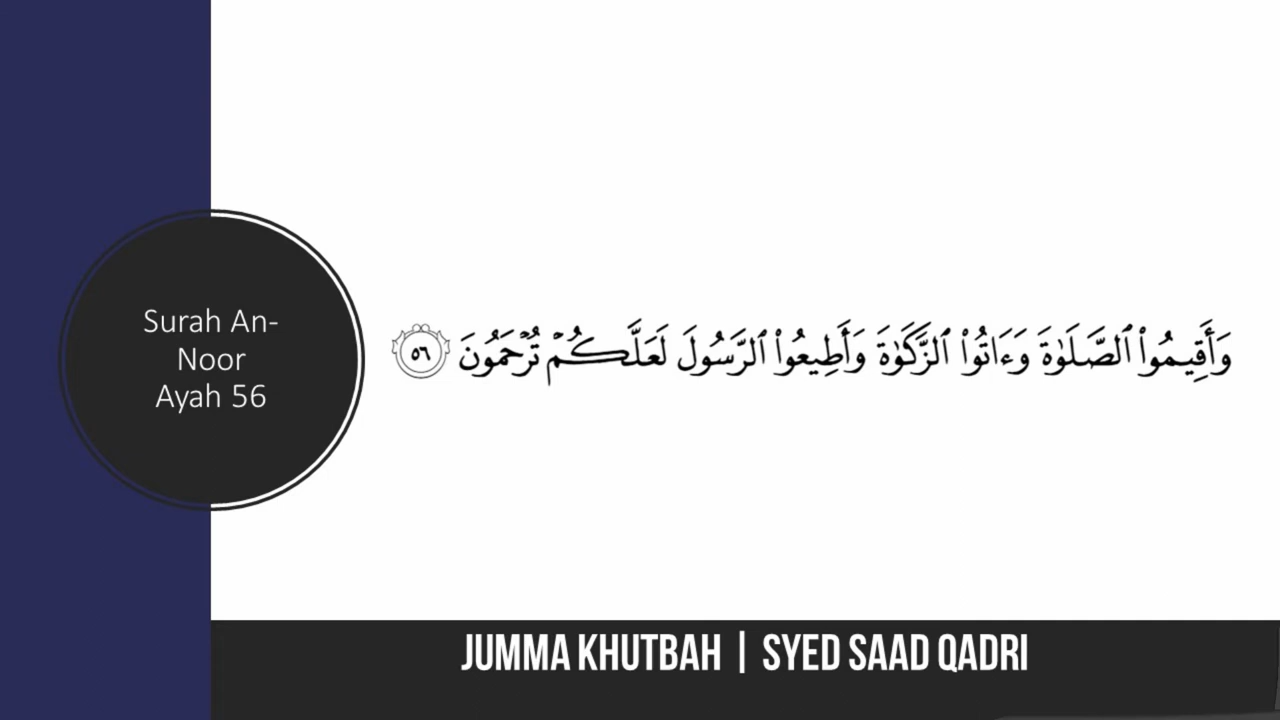 Surah An-
Noor
Ayah 56
وَأَقِيمُوا۟ ٱلصَّلَوٰةَ وَءَاتُوا۟ ٱلزَّكَوٰةَ وَأَطِيعُوا۟ ٱلرَّسُولَ لَعَلَّكُمْ تُرْحَمُونَ ٥٦
JUMMA KHUTBAH | SYED SAAD QADRI